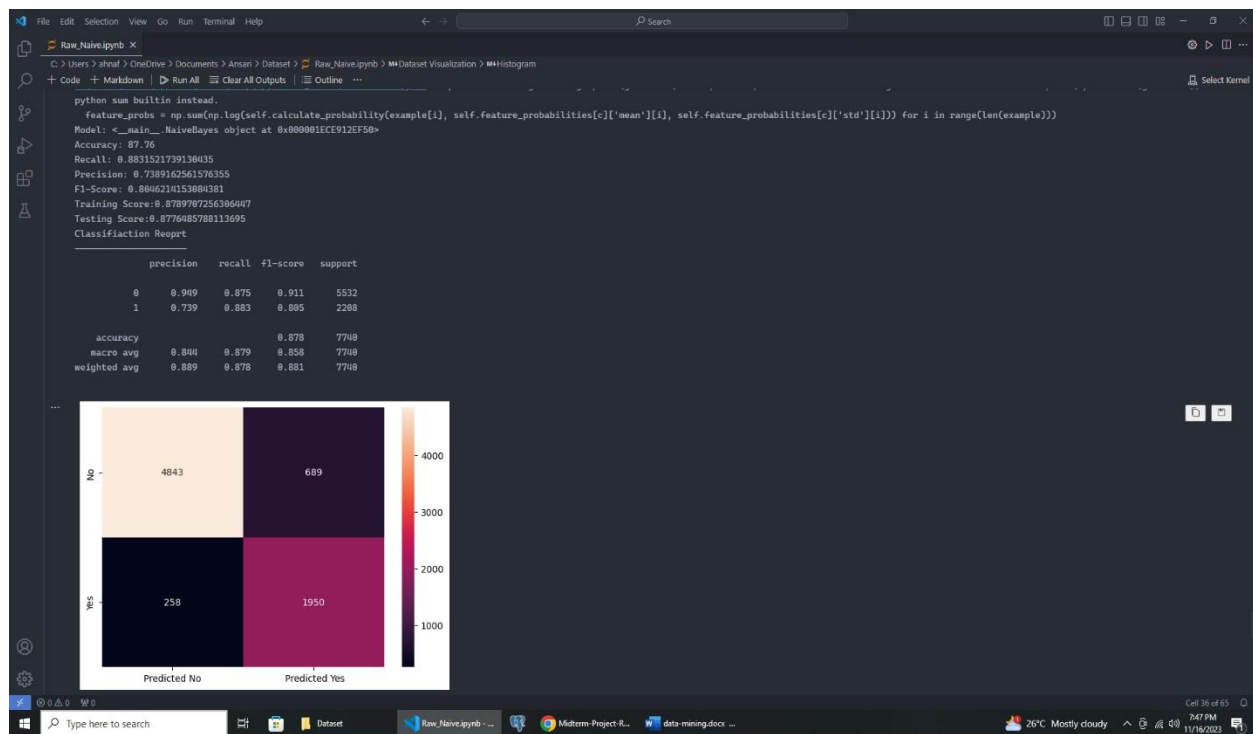 File Edit Selection View Go Run Terminal Help
Search
Raw_Naive.ipynb
C: > Users > ahnaf > OneDrive > Documents > Ansari > Dataset > Raw_Naive.ipynb > M↓Dataset Visualization > M↓Histogram
+ Code + Markdown Run All Clear All Outputs Outline ...
Select Kernel
python sum builtin instead.
feature_probs = np.sum(np.log(self.calculate_probability(example[i], self.feature_probabilities[c]['mean'][i], self.feature_probabilities[c]['std'][i])) for i in range(len(example)))
Model: <__main__.NaiveBayes object at 0x000001ECE912EF50>
Accuracy: 87.76
Recall: 0.8831521739130435
Precision: 0.7389162561576355
F1-Score: 0.8046214153084381
Training Score:0.8789707256306447
Testing Score:0.8776485788113695
Classifiaction Reoprt
precision recall f1-score support
0 0.949 0.875 0.911 5532
1 0.739 0.883 0.805 2208
accuracy 0.878 7740
macro avg 0.844 0.879 0.858 7740
weighted avg 0.889 0.878 0.881 7740
...
No 4843 689
Yes 258 1950
Predicted No Predicted Yes
4000
3000
2000
1000
0 0 0
Cell 36 of 65
Type here to search
Dataset
Raw_Naive.ipynb - ...
Midterm-Project-R...
data-mining.docx ...
26°C Mostly cloudy
7:47 PM
11/16/2023